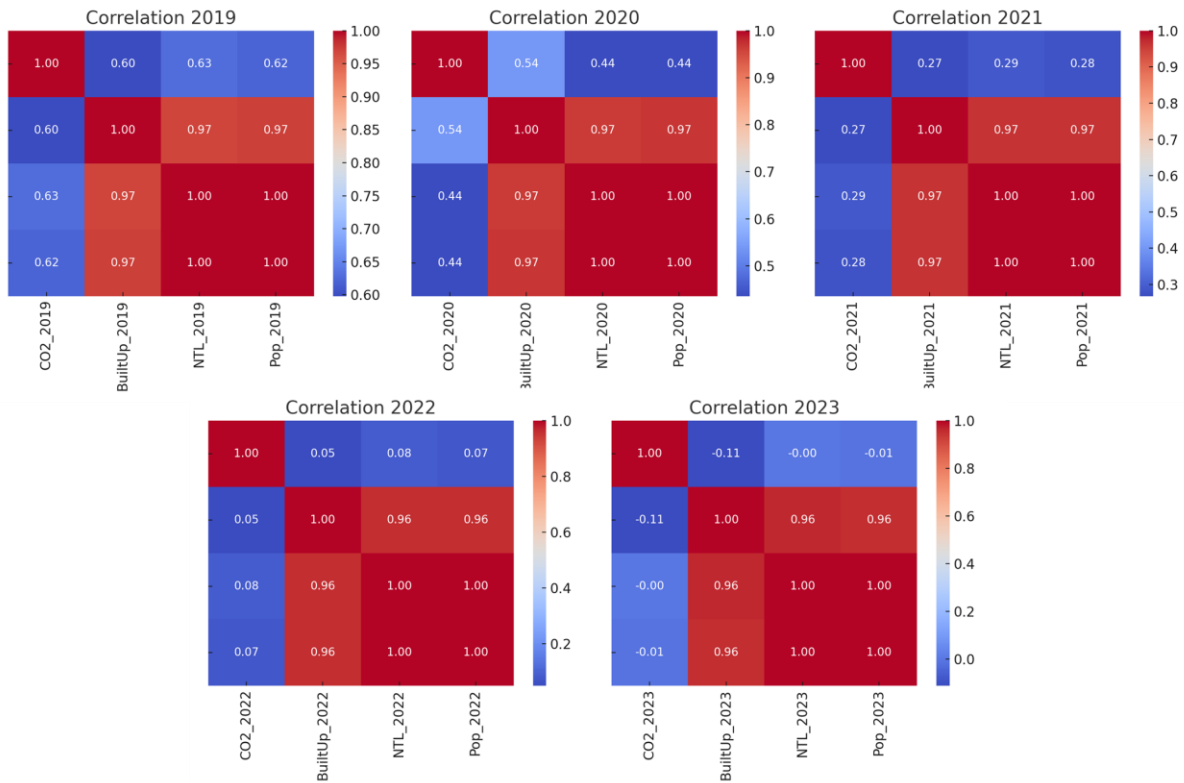 Correlation 2019
1.00 0.60 0.63 0.62
0.60 1.00 0.97 0.97
0.63 0.97 1.00 1.00
0.62 0.97 1.00 1.00
CO2_2019 BuiltUp_2019 NTL_2019 Pop_2019
1.00
0.95
0.90
0.85
0.80
0.75
0.70
0.65
0.60
Correlation 2020
1.00 0.54 0.44 0.44
0.54 1.00 0.97 0.97
0.44 0.97 1.00 1.00
0.44 0.97 1.00 1.00
CO2_2020 BuiltUp_2020 NTL_2020 Pop_2020
1.0
0.9
0.8
0.7
0.6
0.5
Correlation 2021
1.00 0.27 0.29 0.28
0.27 1.00 0.97 0.97
0.29 0.97 1.00 1.00
0.28 0.97 1.00 1.00
CO2_2021 BuiltUp_2021 NTL_2021 Pop_2021
1.0
0.9
0.8
0.7
0.6
0.5
0.4
0.3
Correlation 2022
1.00 0.05 0.08 0.07
0.05 1.00 0.96 0.96
0.08 0.96 1.00 1.00
0.07 0.96 1.00 1.00
CO2_2022 BuiltUp_2022 NTL_2022 Pop_2022
1.0
0.8
0.6
0.4
0.2
Correlation 2023
1.00 -0.11 -0.00 -0.01
-0.11 1.00 0.96 0.96
-0.00 0.96 1.00 1.00
-0.01 0.96 1.00 1.00
CO2_2023 BuiltUp_2023 NTL_2023 Pop_2023
1.0
0.8
0.6
0.4
0.2
0.0